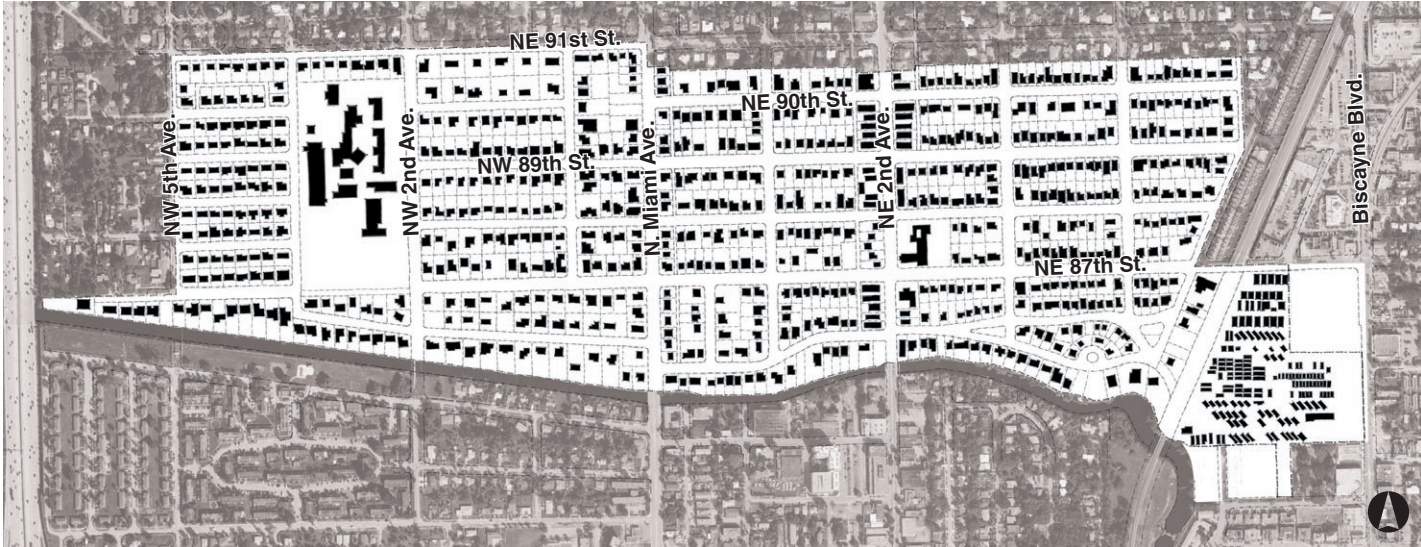 NE 91st St.
NE 90th St.
NW 89th St.
NE 87th St.
NW 5th Ave.
NW 2nd Ave.
N. Miami Ave.
NE 2nd Ave.
Biscayne Blvd.